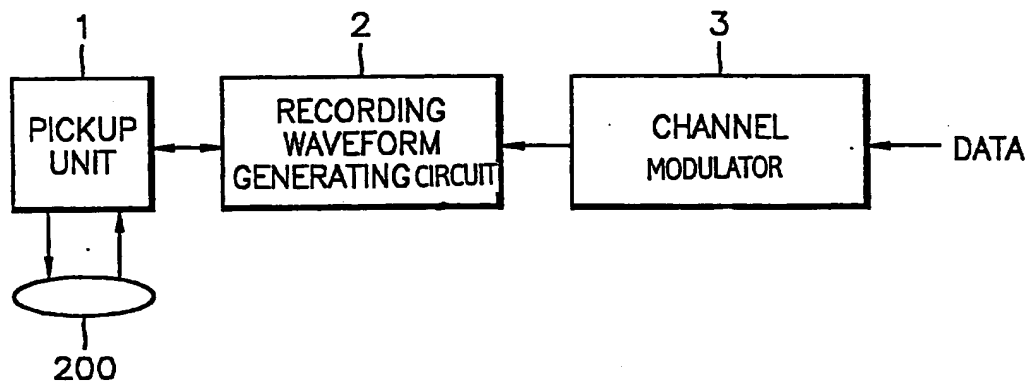 1
2
3
PICKUP
UNIT
RECORDING
WAVEFORM
GENERATING CIRCUIT
CHANNEL
MODULATOR
DATA
200